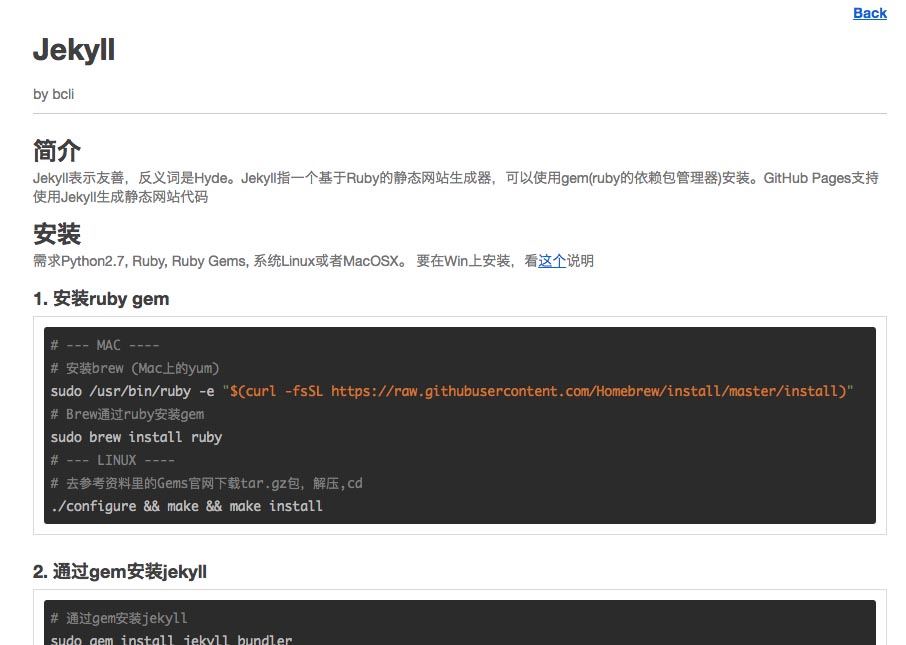 Back
Jekyll
by bcli
简介
Jekyll表示友善，反义词是Hyde。Jekyll指一个基于Ruby的静态网站生成器，可以使用gem(ruby的依赖包管理器)安装。GitHub Pages支持
使用Jekyll生成静态网站代码
安装
需求Python2.7, Ruby, Ruby Gems, 系统Linux或者MacOSX。 要在Win上安装，看这个说明
1. 安装ruby gem
# --- MAC ----
# 安装brew (Mac上的yum)
sudo /usr/bin/ruby -e "$(curl -fsSL https://raw.githubusercontent.com/Homebrew/install/master/install)"
# Brew通过ruby安装gem
sudo brew install ruby
# --- LINUX ----
# 去参考资料里的Gems官网下载tar.gz包，解压,cd
./configure && make && make install
2. 通过gem安装jekyll
# 通过gem安装jekyll
sudo gem install jekyll bundler